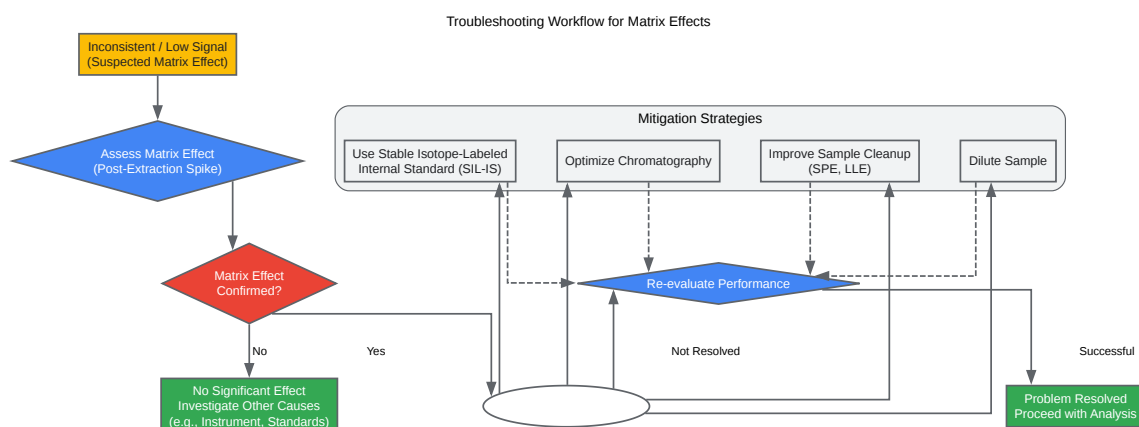 Troubleshooting Workflow for Matrix Effects
Inconsistent / Low Signal
(Suspected Matrix Effect)
Assess Matrix Effect
(Post-Extraction Spike)
Mitigation Strategies
Use Stable Isotope-Labeled
Internal Standard (SIL-IS)
Optimize Chromatography
Improve Sample Cleanup
(SPE, LLE)
Dilute Sample
Matrix Effect
Confirmed?
Re-evaluate Performance
No
Yes
Not Resolved
Successful
No Significant Effect
Investigate Other Causes
(e.g., Instrument, Standards)
Problem Resolved
Proceed with Analysis